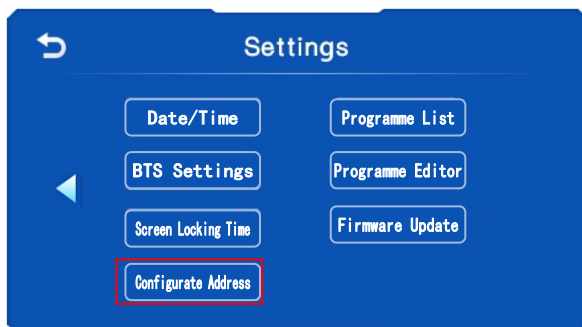 Settings
Date/Time
Programme List
BTS Settings
Programme Editor
Screen Locking Time
Firmware Update
Configurate Address